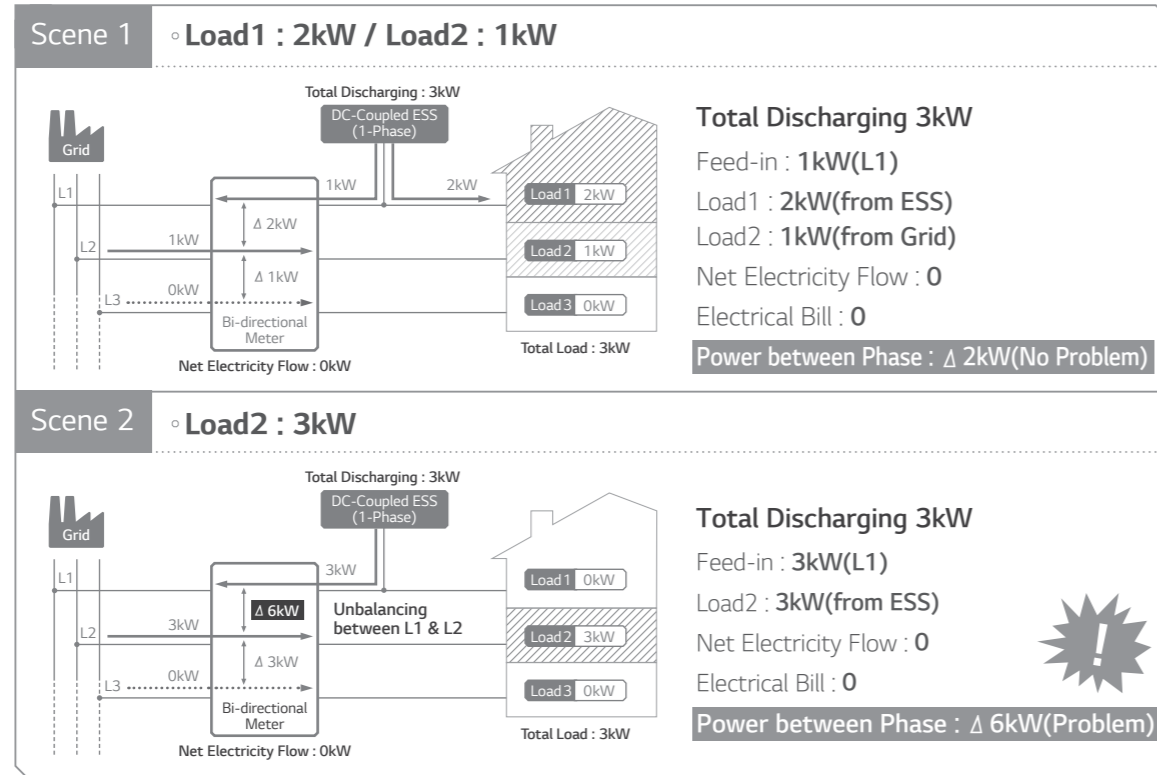 Scene 1
◦ Load1 : 2kW / Load2 : 1kW
Total Discharging : 3kW
DC-Coupled ESS
(1-Phase)
Grid
L1
1kW
2kW
Load1 2kW
Δ 2kW
L2
1kW
Load2 1kW
Δ 1kW
L3
0kW
Load3 0kW
Bi-directional
Meter
Total Load : 3kW
Net Electricity Flow : 0kW
Total Discharging 3kW
Feed-in : 1kW(L1)
Load1 : 2kW(from ESS)
Load2 : 1kW(from Grid)
Net Electricity Flow : 0
Electrical Bill : 0
Power between Phase : Δ 2kW(No Problem)
Scene 2
◦ Load2 : 3kW
Total Discharging : 3kW
DC-Coupled ESS
(1-Phase)
Grid
L1
3kW
Load1 0kW
Δ 6kW
Unbalancing
between L1 & L2
L2
3kW
Load2 3kW
Δ 3kW
L3
0kW
Load3 0kW
Bi-directional
Meter
Total Load : 3kW
Net Electricity Flow : 0kW
Total Discharging 3kW
Feed-in : 3kW(L1)
Load2 : 3kW(from ESS)
Net Electricity Flow : 0
Electrical Bill : 0
!
Power between Phase : Δ 6kW(Problem)